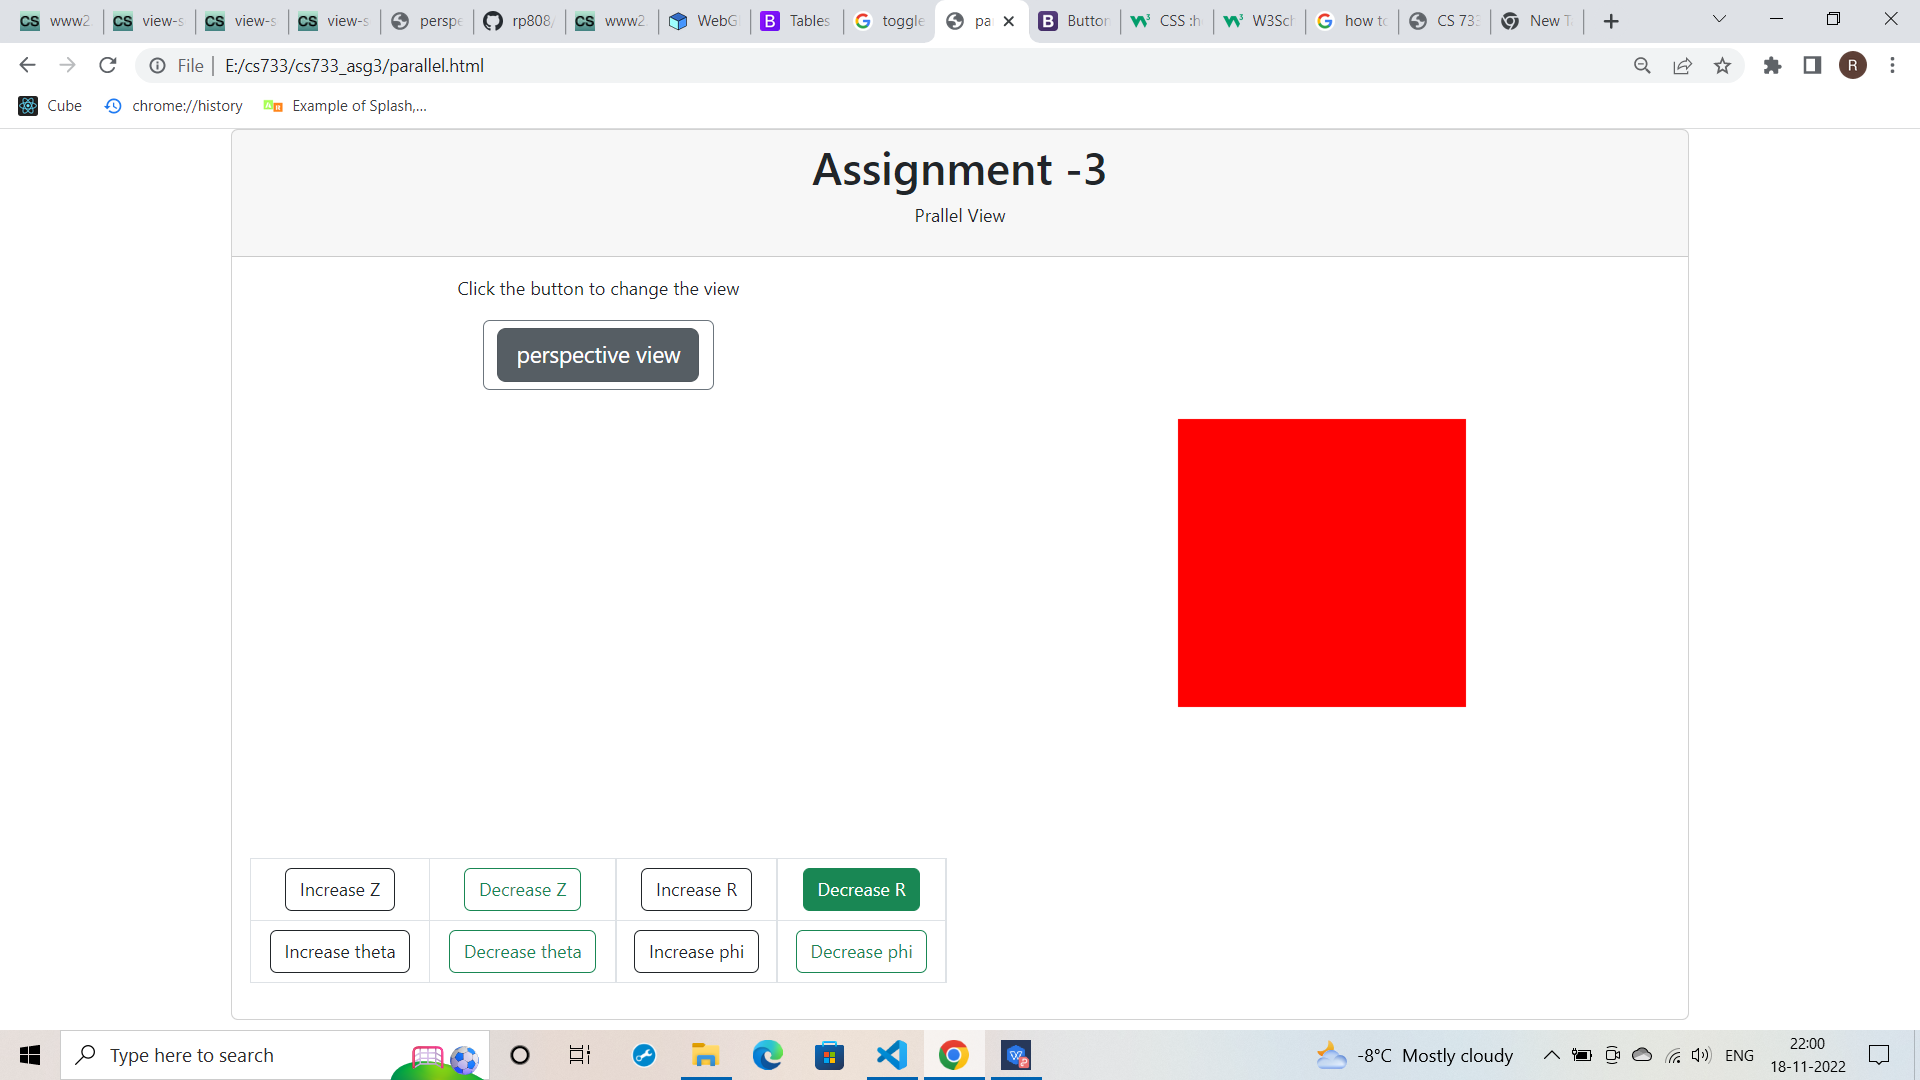 www2
view-s
view-s
view-s
perspe
rp808/
www2
WebG
Tables
toggle
pa
Button
CSS :h
W3Sch
how to
CS 733
New T
File
E:/cs733/cs733_asg3/parallel.html
R
Cube
chrome://history
Example of Splash,...
Assignment -3
Prallel View
Click the button to change the view
perspective view
Increase Z Decrease Z Increase R Decrease R
Increase theta Decrease theta Increase phi Decrease phi
Type here to search
-8°C Mostly cloudy
ENG
22:00
18-11-2022